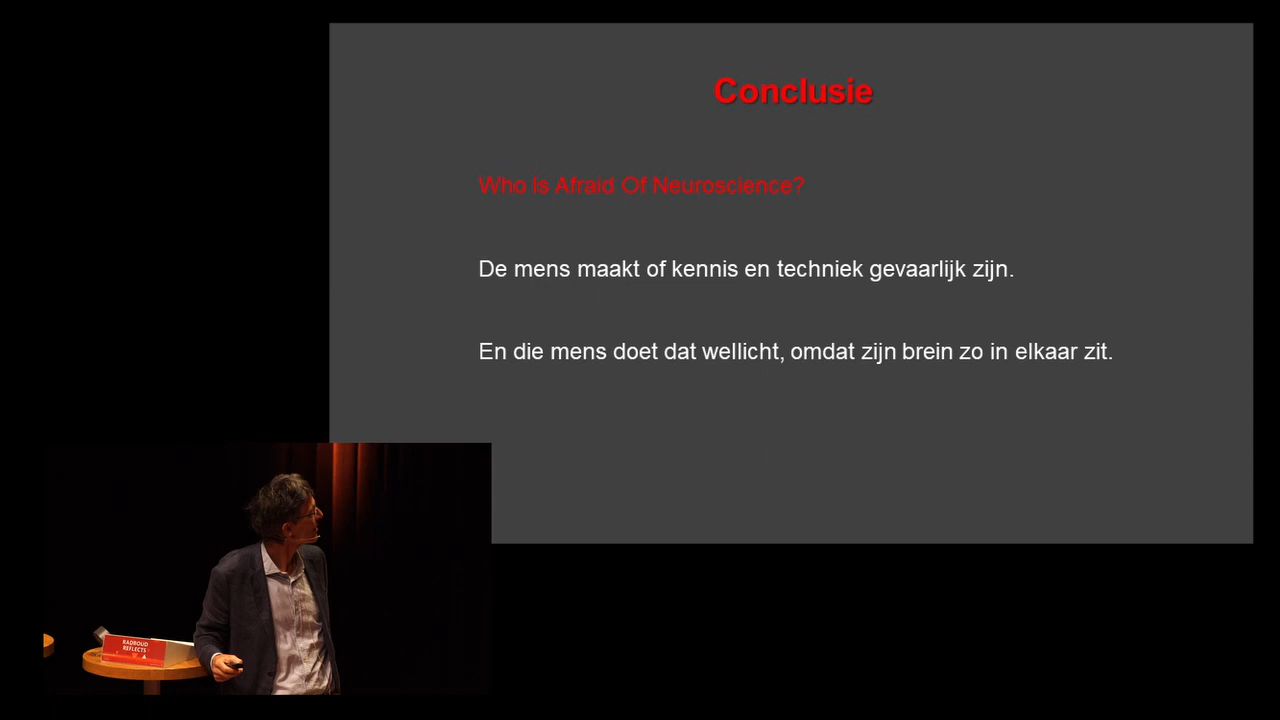 Conclusie
Who Is Afraid Of Neuroscience?
De mens maakt of kennis en techniek gevaarlijk zijn.
En die mens doet dat wellicht, omdat zijn brein zo in elkaar zit.
RADBOUD
REFLECTS